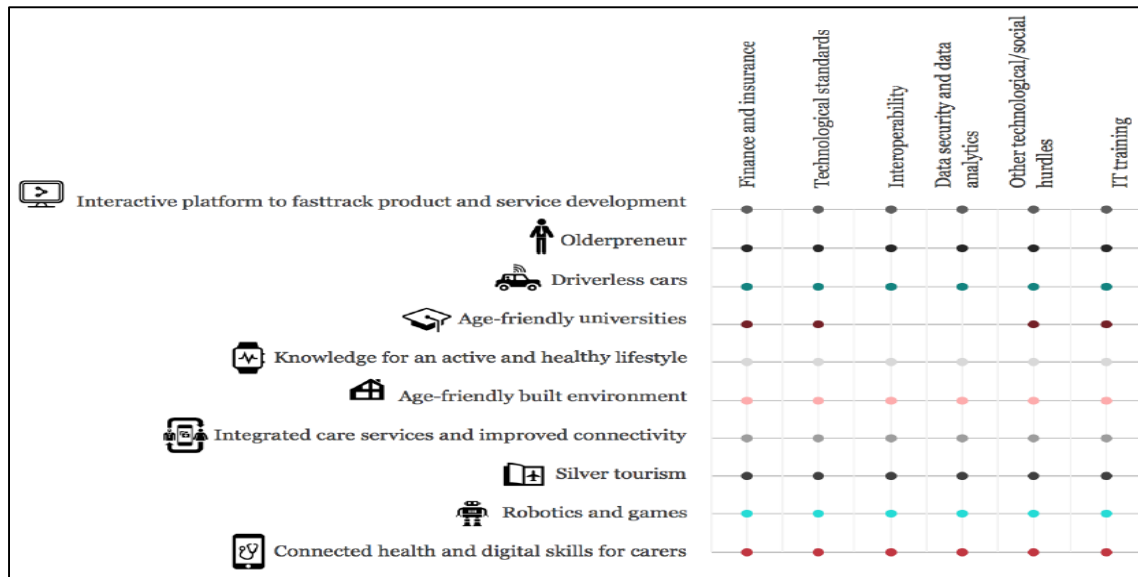 Finance and insurance
Technological standards
Interoperability
Data security and data
analytics
Other technological/social
hurdles
IT training
Interactive platform to fasttrack product and service development
Olderpreneur
Driverless cars
Age-friendly universities
Knowledge for an active and healthy lifestyle
Age-friendly built environment
Integrated care services and improved connectivity
Silver tourism
Robotics and games
Connected health and digital skills for carers